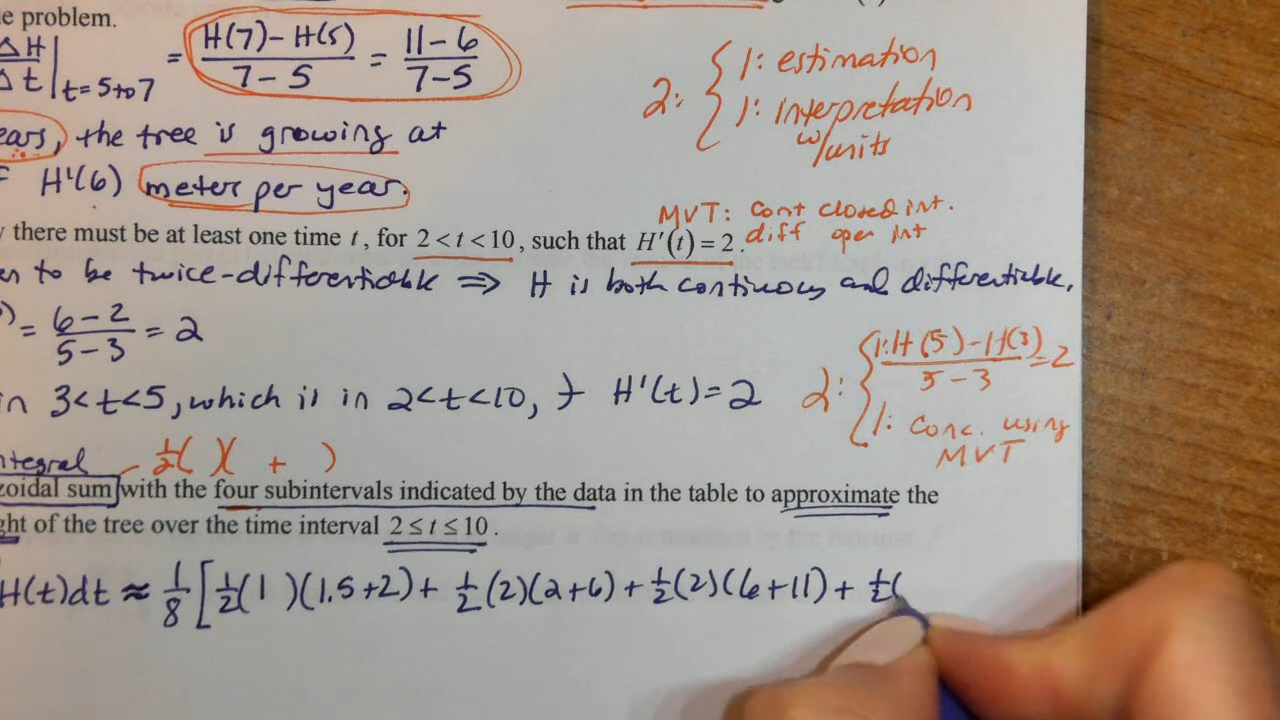 e problem.
ΔH/Δt |t=5 to 7 = H(7)-H(5)/7-5 = 11-6/7-5
2: { 1: estimation
1: interpretation
w/units
ears, the tree is growing at
H'(6) meter per year.
MVT: cont closed int.
diff open int
there must be at least one time t, for 2 < t < 10, such that H'(t) = 2.
en to be twice-differentiable ⇒ H is both continuous and differentiable.
) = 6-2/5-3 = 2
2: { 1: H(5)-H(3)/5-3 = 2
1: Conc. using
MVT
in 3<t<5, which is in 2<t<10, ⊦ H'(t)=2
ntegral - ½( )( + )
zoidal sum with the four subintervals indicated by the data in the table to approximate the
ght of the tree over the time interval 2 ≤ t ≤ 10.
H(t)dt ≈ 1/8 [½(1 )(1.5+2) + ½(2)(2+6) + ½(2)(6+11) + ½(